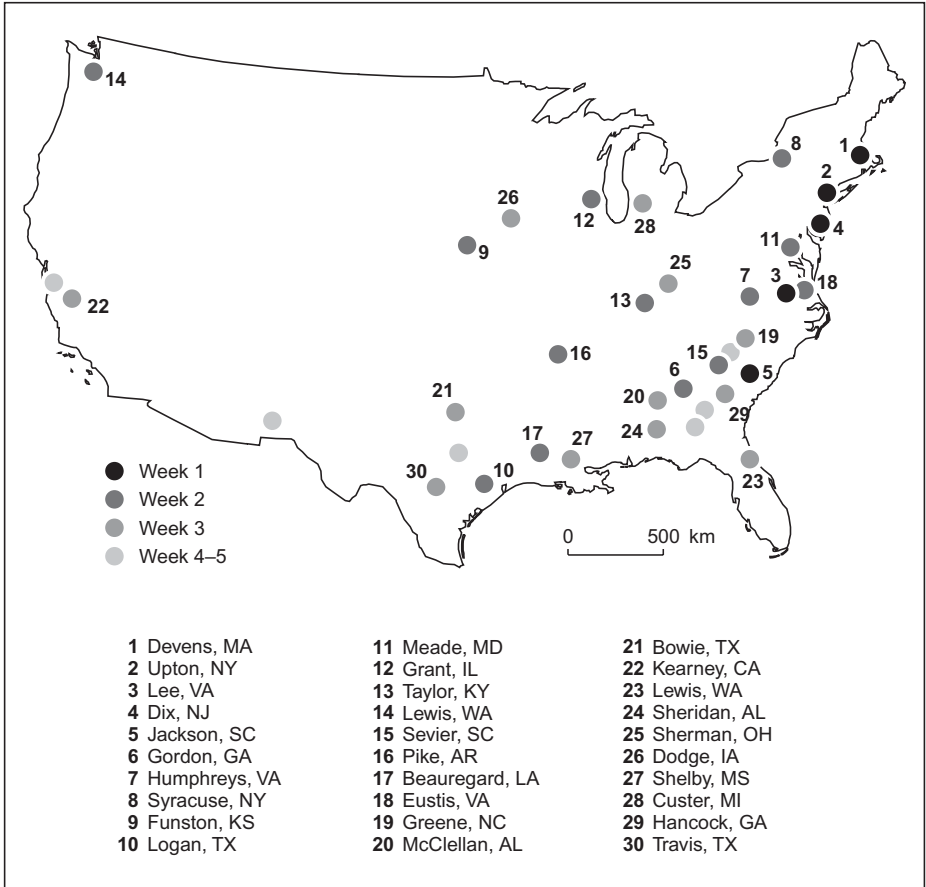 14
8
1
2
26
12
28
4
9
11
25
3
7
18
13
22
19
15
16
6
5
21
20
29
24
17
27
30
10
23
Week 1
Week 2
Week 3
Week 4–5
0 500 km
1 Devens, MA
2 Upton, NY
3 Lee, VA
4 Dix, NJ
5 Jackson, SC
6 Gordon, GA
7 Humphreys, VA
8 Syracuse, NY
9 Funston, KS
10 Logan, TX
11 Meade, MD
12 Grant, IL
13 Taylor, KY
14 Lewis, WA
15 Sevier, SC
16 Pike, AR
17 Beauregard, LA
18 Eustis, VA
19 Greene, NC
20 McClellan, AL
21 Bowie, TX
22 Kearney, CA
23 Lewis, WA
24 Sheridan, AL
25 Sherman, OH
26 Dodge, IA
27 Shelby, MS
28 Custer, MI
29 Hancock, GA
30 Travis, TX